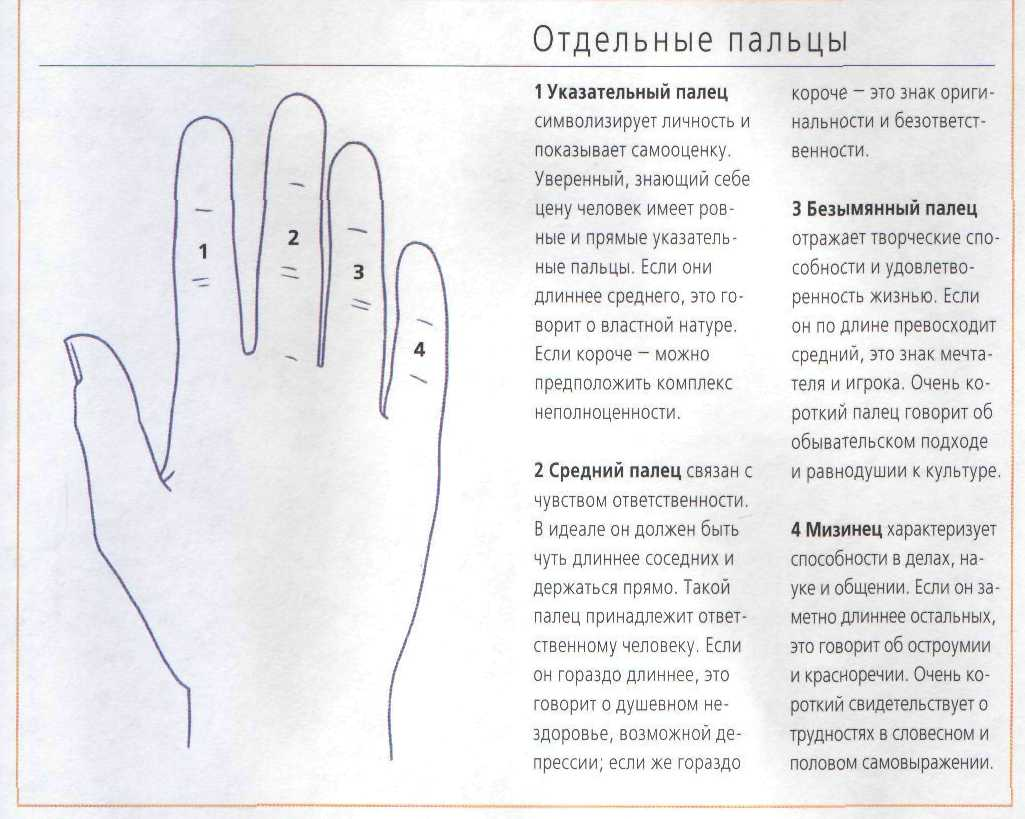 Отдельные пальцы
1 Указательный палец
символизирует личность и
показывает самооценку.
Уверенный, знающий себе
цену человек имеет ров-
ные и прямые указатель-
ные пальцы. Если они
длиннее среднего, это го-
ворит о властной натуре.
Если короче – можно
предположить комплекс
неполноценности.
2 Средний палец связан с
чувством ответственности.
В идеале он должен быть
чуть длиннее соседних и
держаться прямо. Такой
палец принадлежит ответ-
ственному человеку. Если
он гораздо длиннее, это
говорит о душевном не-
здоровье, возможной де-
прессии; если же гораздо
короче – это знак ориги-
нальности и безответст-
венности.
3 Безымянный палец
отражает творческие спо-
собности и удовлетво-
ренность жизнью. Если
он по длине превосходит
средний, это знак мечта-
теля и игрока. Очень ко-
роткий палец говорит об
обывательском подходе
и равнодушии к культуре.
4 Мизинец характеризует
способности в делах, на-
уке и общении. Если он за-
метно длиннее остальных,
это говорит об остроумии
и красноречии. Очень ко-
роткий свидетельствует о
трудностях в словесном и
половом самовыражении.
1
2
3
4